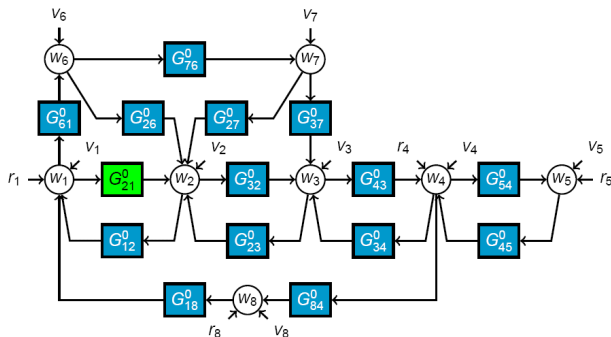 v6 v7
w6 G⁰76 w7
G⁰61 G⁰26 G⁰27 G⁰37
v1 v2 v3 r4 v4 v5
r1 w1 G⁰21 w2 G⁰32 w3 G⁰43 w4 G⁰54 w5 r5
G⁰12 G⁰23 G⁰34 G⁰45
G⁰18 w8 G⁰84
r8 v8